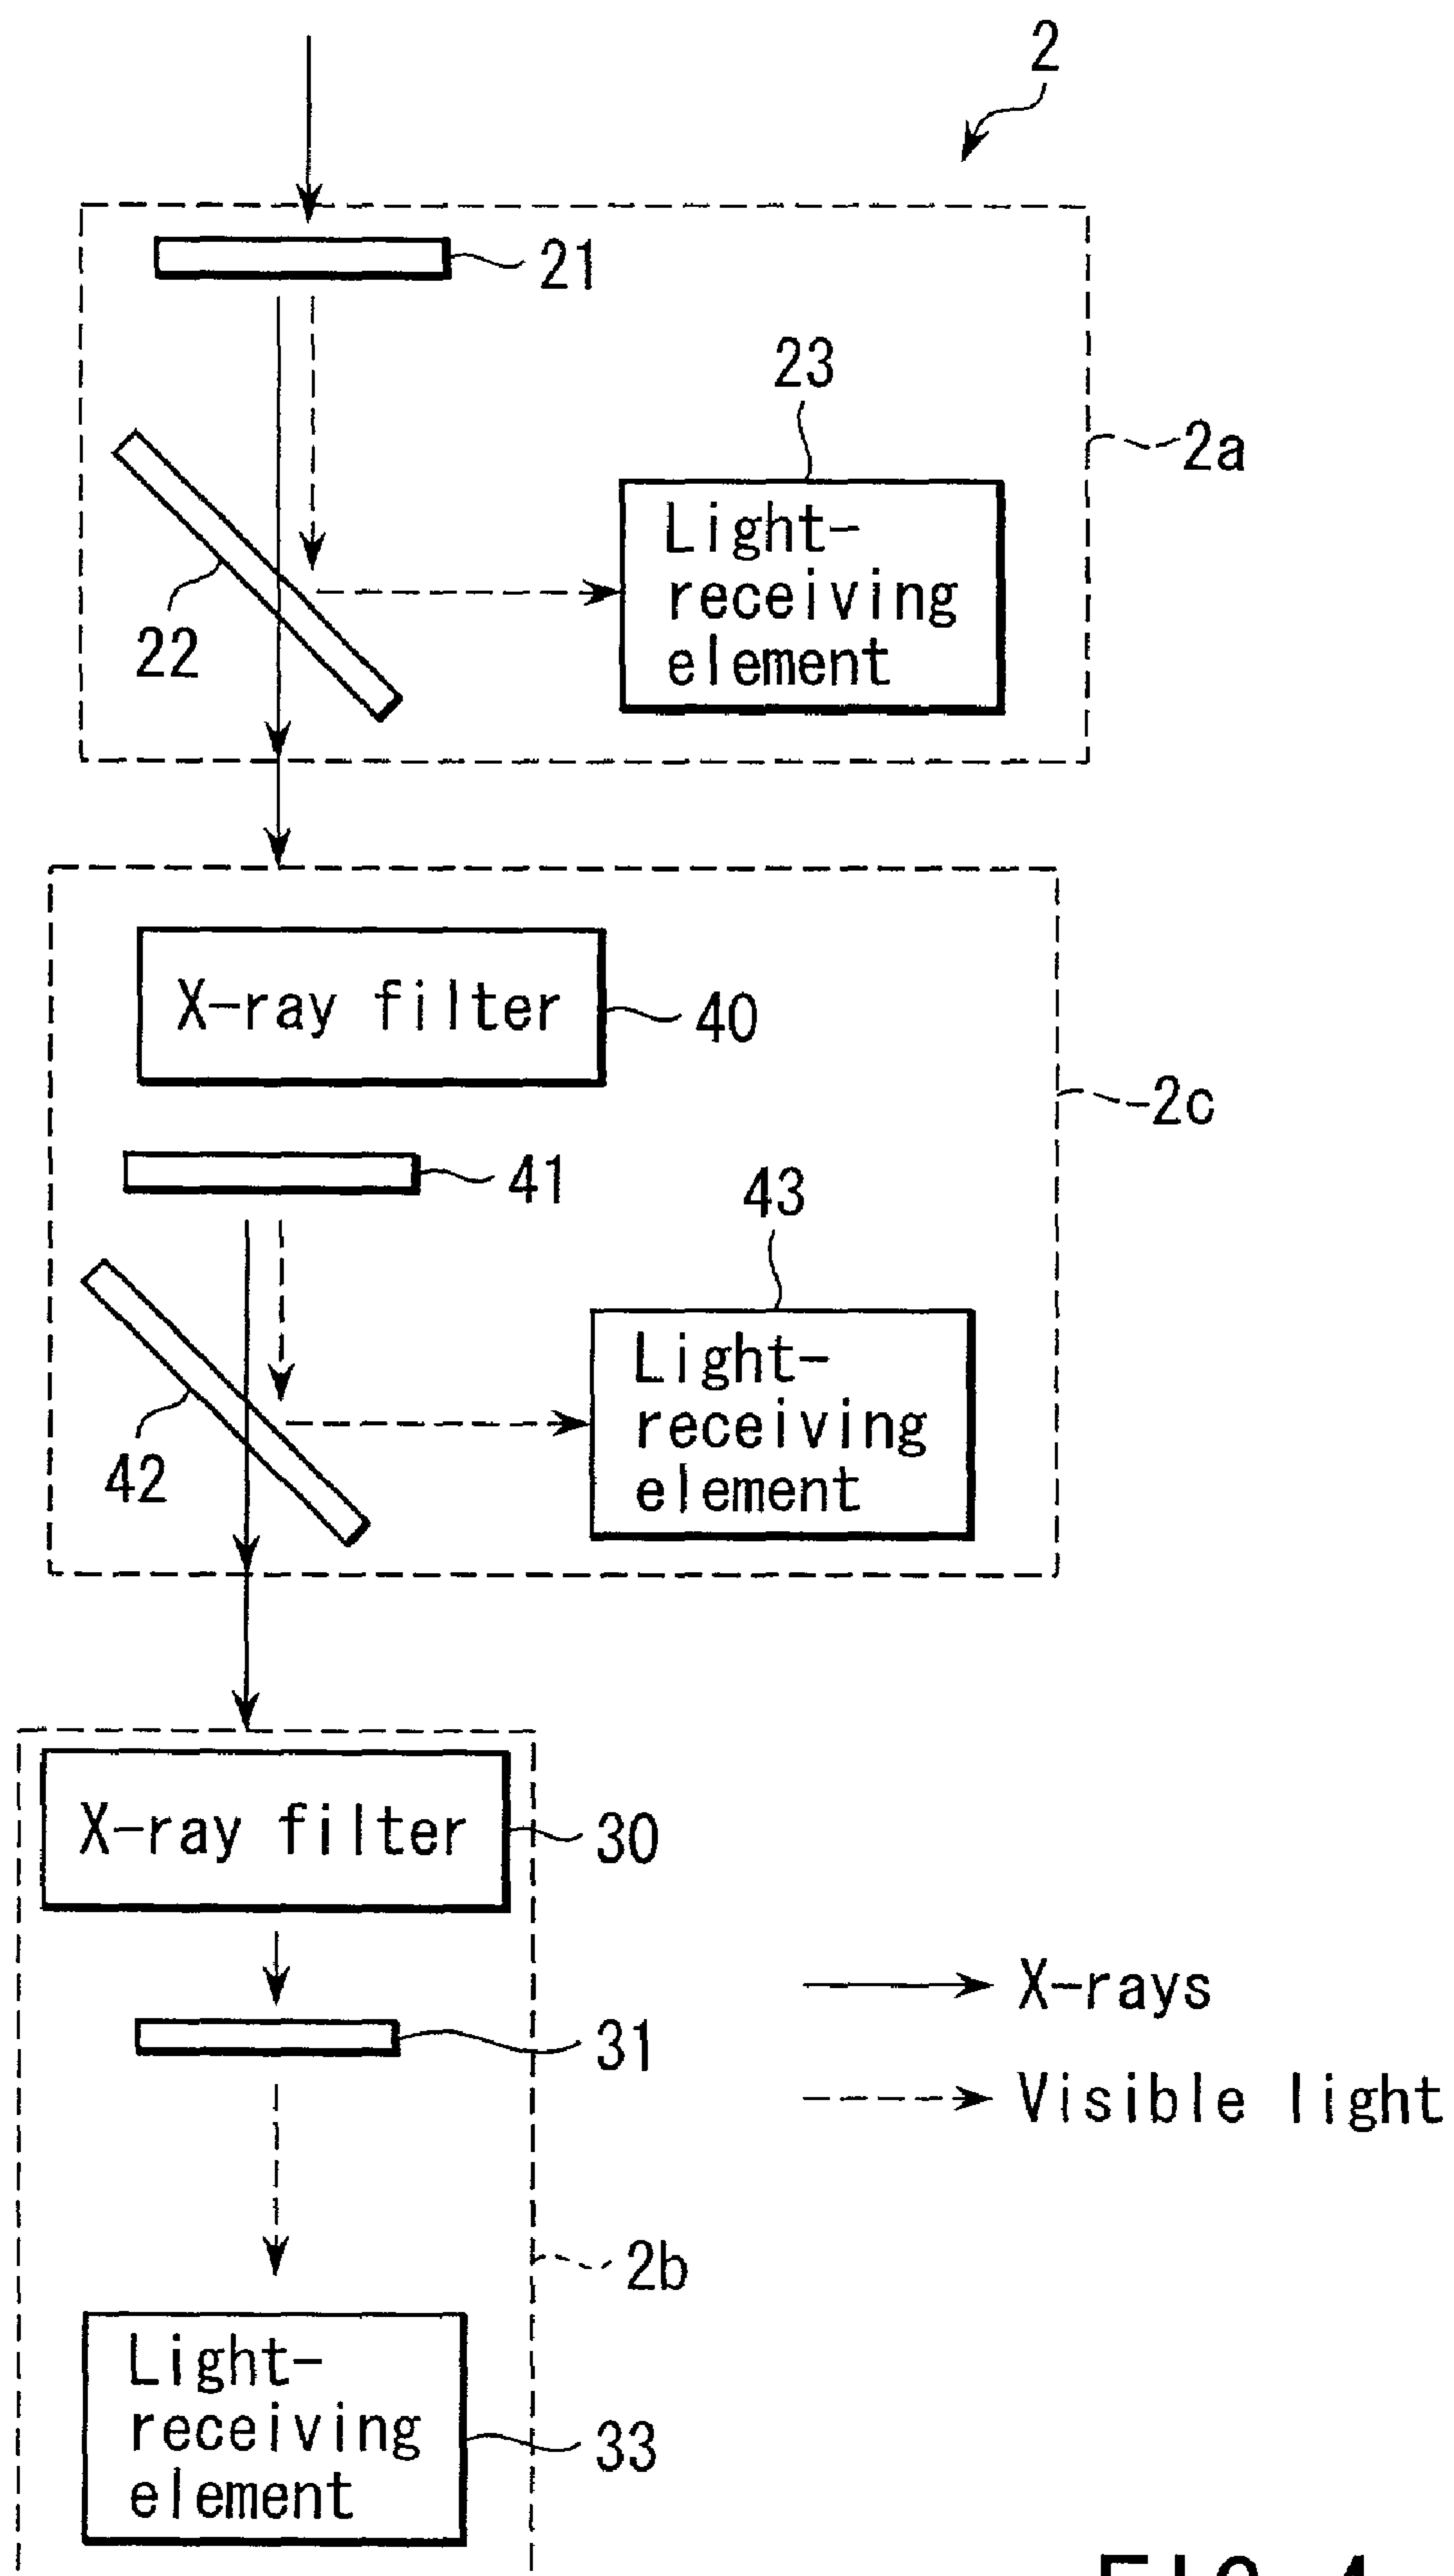 2
21
23
2a
Light-
receiving
element
22
X-ray filter
40
2c
41
43
Light-
receiving
element
42
X-ray filter
30
X-rays
31
Visible light
2b
Light-
receiving
element
33